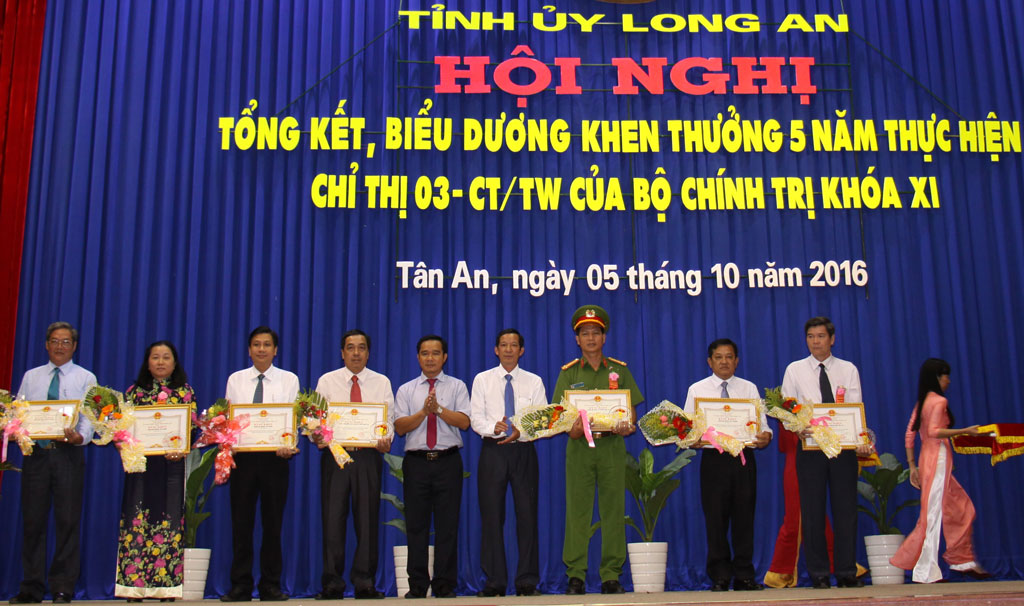 TỈNH ỦY LONG AN
HỘI NGHỊ
TỔNG KẾT, BIỂU DƯƠNG KHEN THƯỞNG 5 NĂM THỰC HIỆN
CHỈ THỊ 03-CT/TW CỦA BỘ CHÍNH TRỊ KHÓA XI
Tân An, ngày 05 tháng 10 năm 2016